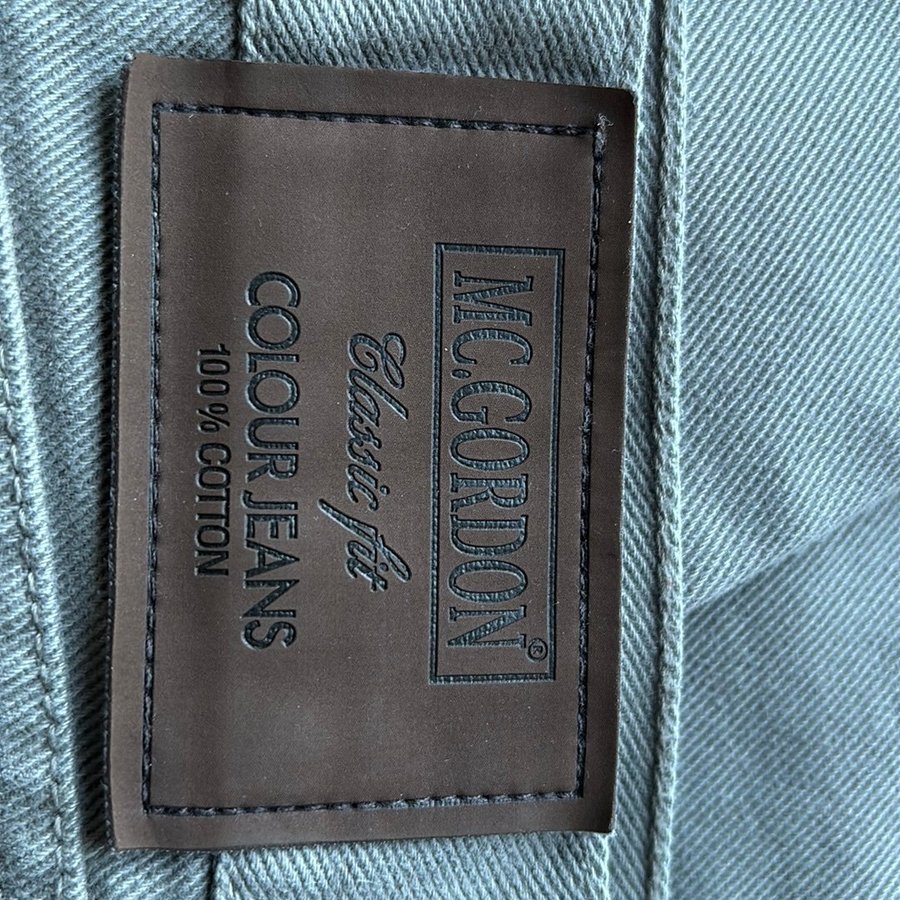 MC.GORDON®
Classic fit
COLOUR JEANS
100% COTTON